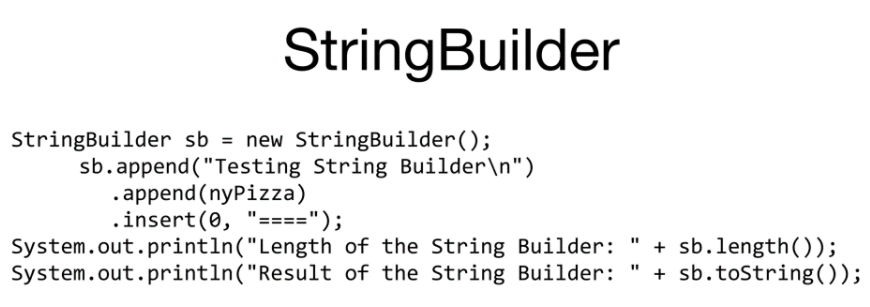 StringBuilder
StringBuilder sb = new StringBuilder();
sb.append("Testing String Builder\n")
.append(nyPizza)
.insert(0, "====");
System.out.println("Length of the String Builder: " + sb.length());
System.out.println("Result of the String Builder: " + sb.toString());